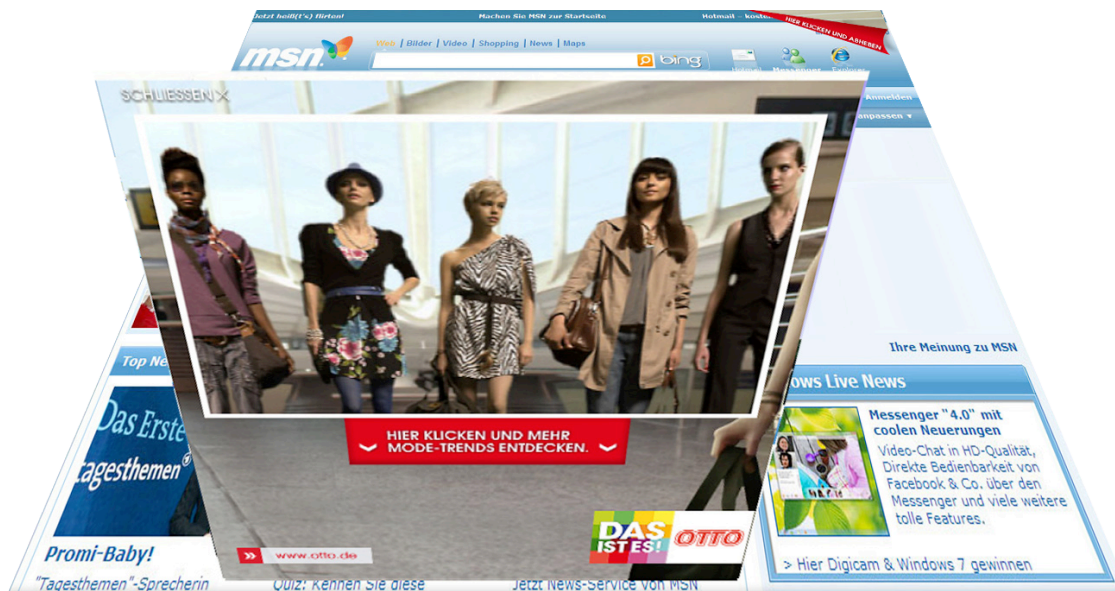 Jetzt heiß(t's) flirten!
Machen Sie MSN zur Startseite
Hotmail - kosten
HIER KLICKEN UND ABHEBEN
msn
Web | Bilder | Video | Shopping | News | Maps
bing
Hotmail
Messenger
Explorer
Anmelden
anpassen
SCHLIESSEN X
Ihre Meinung zu MSN
Top Ne
ows Live News
Das Erste
tagesthemen
Messenger "4.0" mit
coolen Neuerungen
Video-Chat in HD-Qualität,
Direkte Bedienbarkeit von
Facebook & Co. über den
Messenger und viele weitere
tolle Features.
HIER KLICKEN UND MEHR
MODE-TRENDS ENTDECKEN.
DAS
IST ES!
OTTO
www.otto.de
Promi-Baby!
"Tagesthemen"-Sprecherin
Quiz: Kennen Sie diese
Jetzt News-Service von MSN
> Hier Digicam & Windows 7 gewinnen